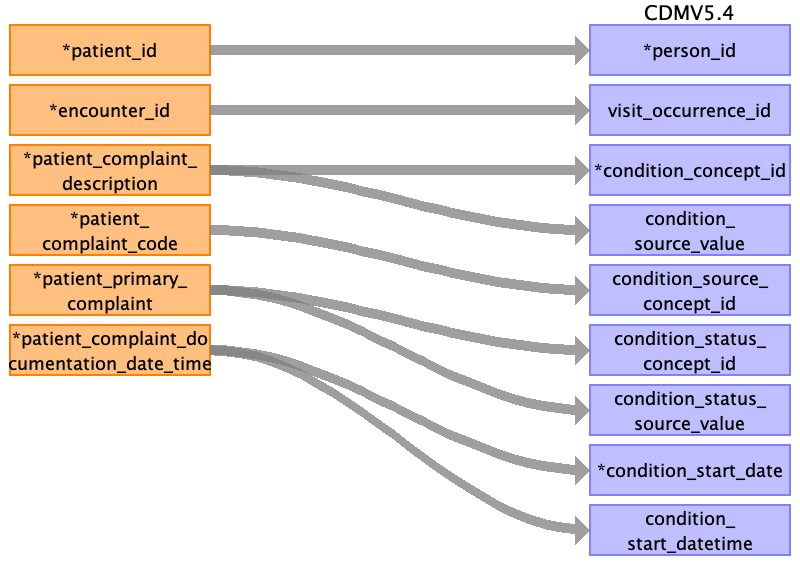 CDMV5.4
*patient_id
*person_id
*encounter_id
visit_occurrence_id
*patient_complaint_
description
*condition_concept_id
*patient_
complaint_code
condition_
source_value
*patient_primary_
complaint
condition_source_
concept_id
*patient_complaint_do
cumentation_date_time
condition_status_
concept_id
condition_status_
source_value
*condition_start_date
condition_
start_datetime